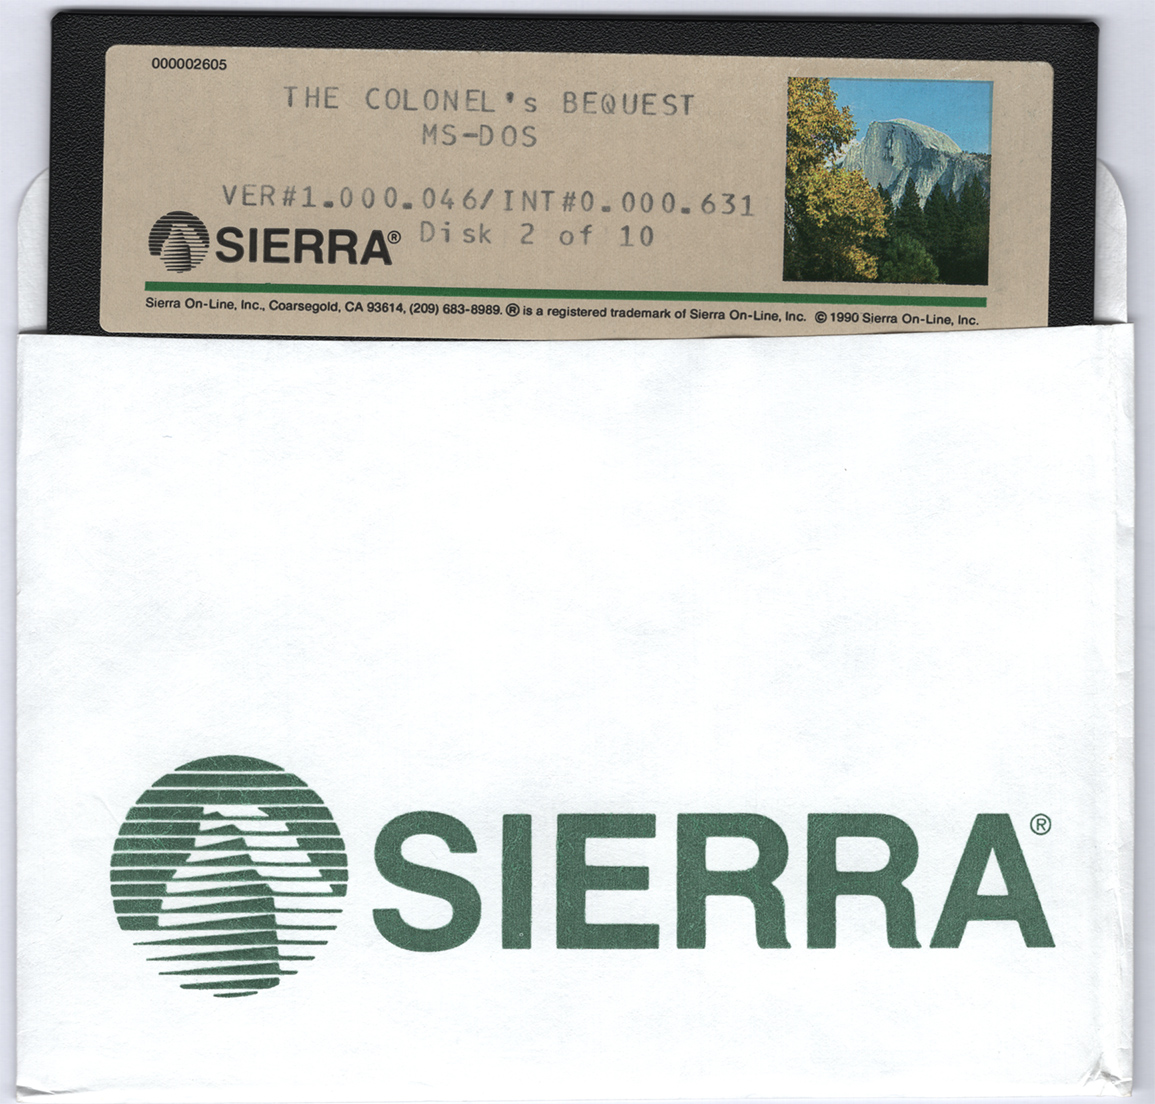 000002605
THE COLONEL's BEQUEST
MS-DOS
VER#1.000.046/INT#0.000.631
SIERRA® Disk 2 of 10
Sierra On-Line, Inc., Coarsegold, CA 93614, (209) 683-8989. ® is a registered trademark of Sierra On-Line, Inc. © 1990 Sierra On-Line, Inc.
SIERRA®